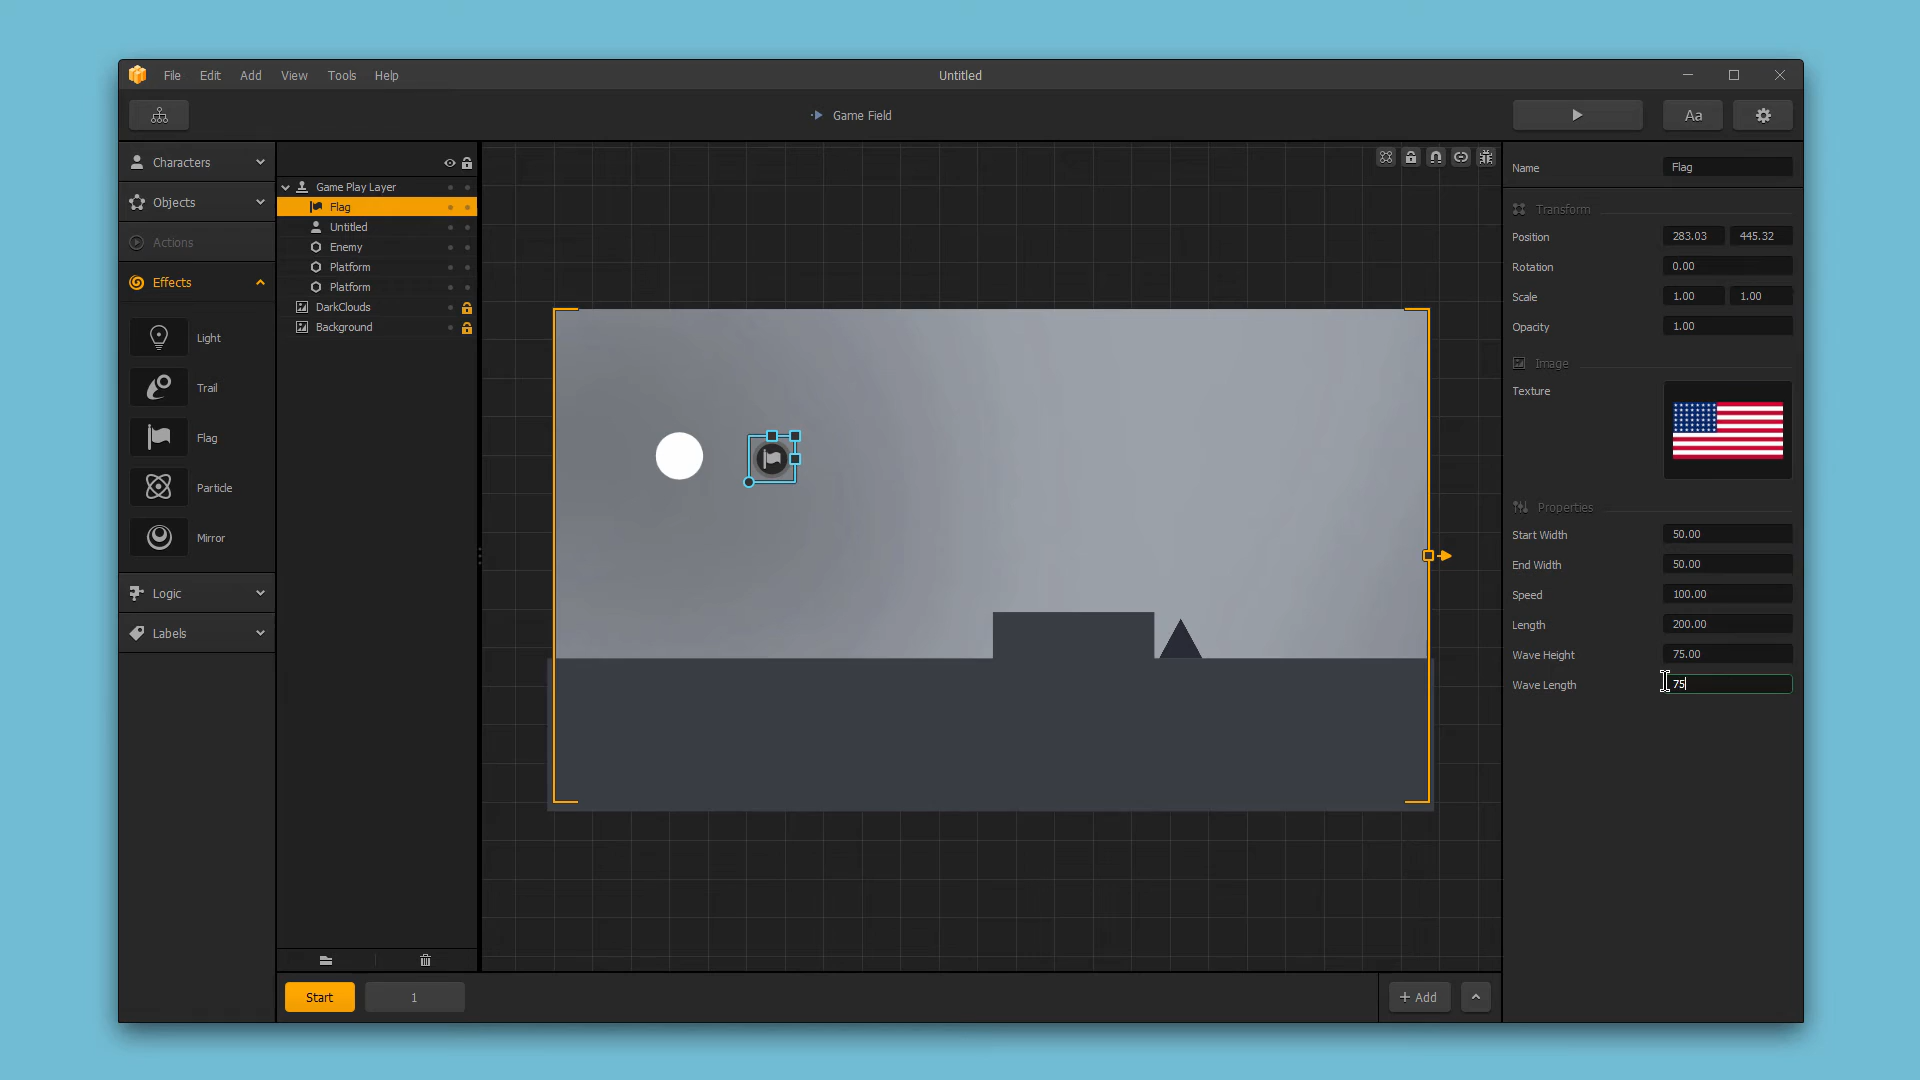 File Edit Add View Tools Help
Untitled
Game Field
Aa
Characters
Objects
Actions
Effects
Light
Trail
Flag
Particle
Mirror
Logic
Labels
Game Play Layer
Flag
Untitled
Enemy
Platform
Platform
DarkClouds
Background
Start
1
+ Add
Name Flag
Transform
Position 283.03 445.32
Rotation 0.00
Scale 1.00 1.00
Opacity 1.00
Image
Texture
Properties
Start Width 50.00
End Width 50.00
Speed 100.00
Length 200.00
Wave Height 75.00
Wave Length 75